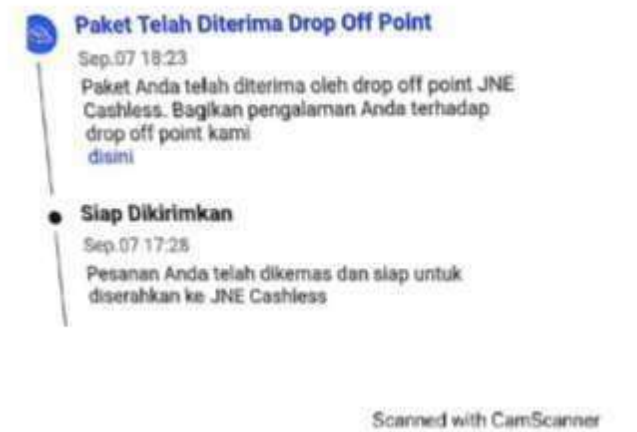 Paket Telah Diterima Drop Off Point
Sep.07 18:23
Paket Anda telah diterima oleh drop off point JNE
Cashless. Bagikan pengalaman Anda terhadap
drop off point kami
disini
Siap Dikirimkan
Sep.07 17:28
Pesanan Anda telah dikemas dan siap untuk
diserahkan ke JNE Cashless
Scanned with CamScanner